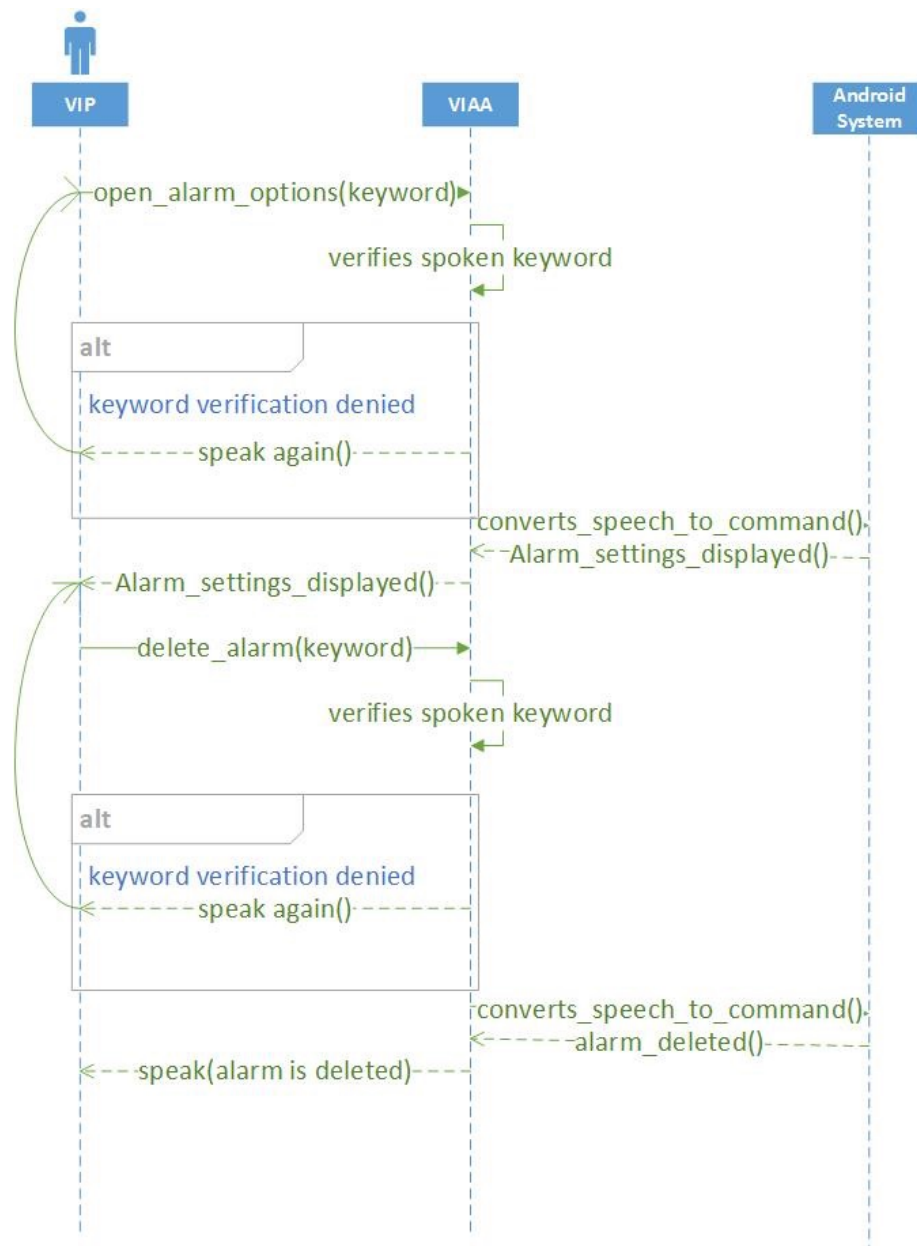 VIP
VIAA
Android
System
open_alarm_options(keyword)
verifies spoken keyword
alt
keyword verification denied
speak again()
converts_speech_to_command()
Alarm_settings_displayed()
Alarm_settings_displayed()
delete_alarm(keyword)
verifies spoken keyword
alt
keyword verification denied
speak again()
converts_speech_to_command()
alarm_deleted()
speak(alarm is deleted)